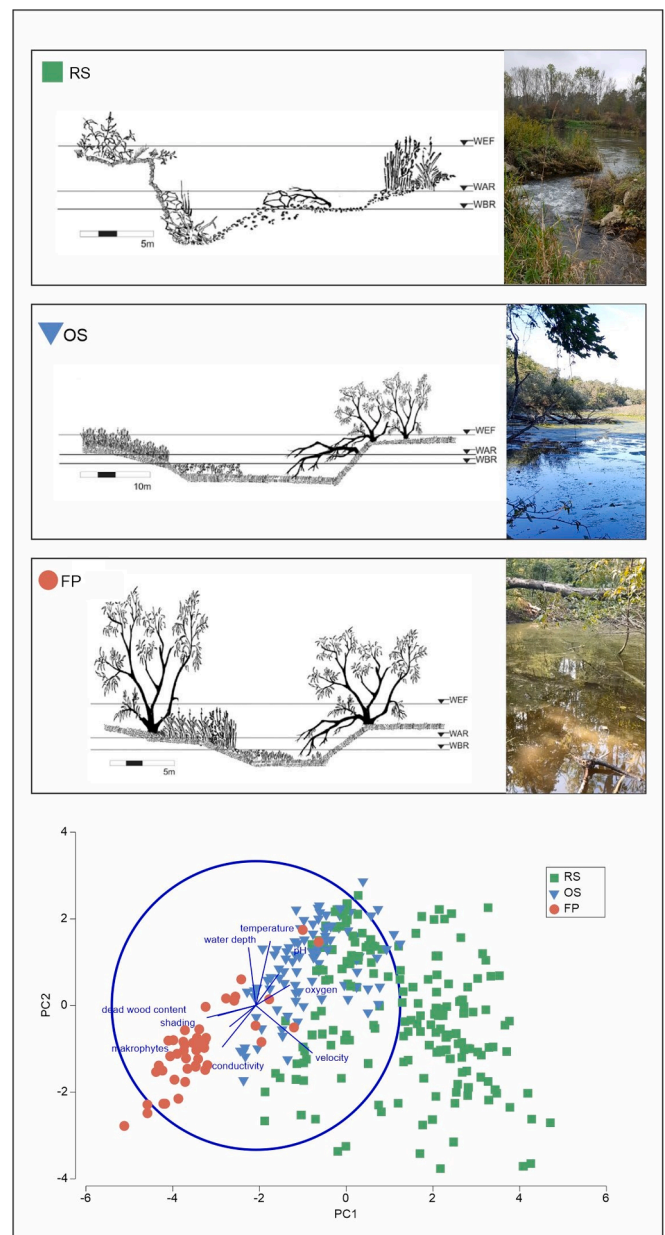 RS
WEF
WAR
WBR
5m
OS
WEF
WAR
WBR
10m
FP
WEF
WAR
WBR
5m
4
2
0
-2
-4
PC2
temperature
water depth
pH
oxygen
dead wood content
shading
makrophytes
conductivity
velocity
RS
OS
FP
-6
-4
-2
0
2
4
6
PC1